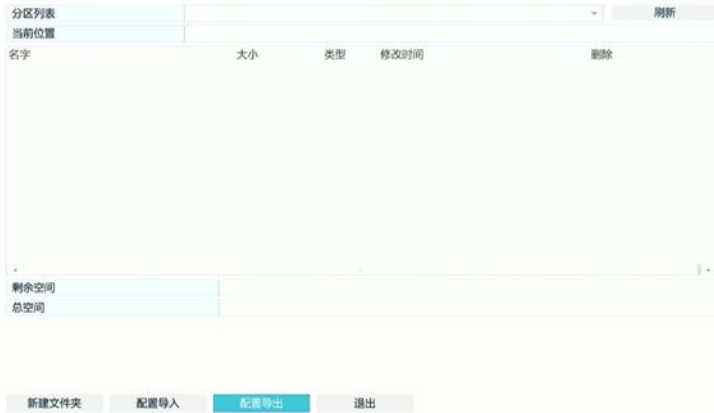 分区列表 刷新
当前位置
名字 大小 类型 修改时间 删除
剩余空间
总空间
新建文件夹 配置导入 配置导出 退出